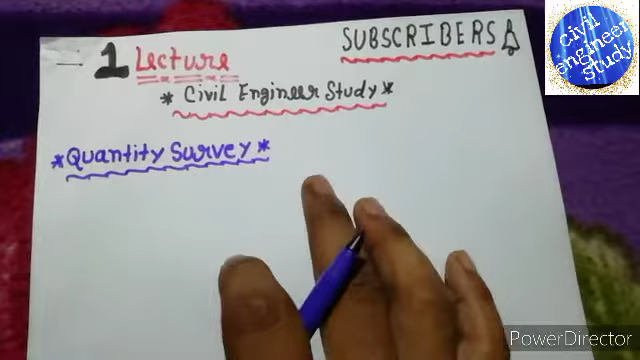 SUBSCRIBERS
1 Lecture
* Civil Engineer Study *
* Quantity Survey *
civil
engineer
study
PowerDirector